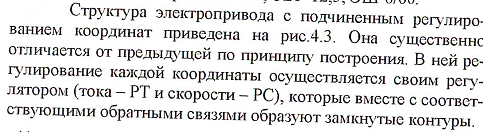 Структура электропривода с подчиненным регулиро-
ванием координат приведена на рис.4.3. Она существенно
отличается от предыдущей по принципу построения. В ней ре-
гулирование каждой координаты осуществляется своим регу-
лятором (тока – РТ и скорости – РС), которые вместе с соответ-
ствующими обратными связями образуют замкнутые контуры.